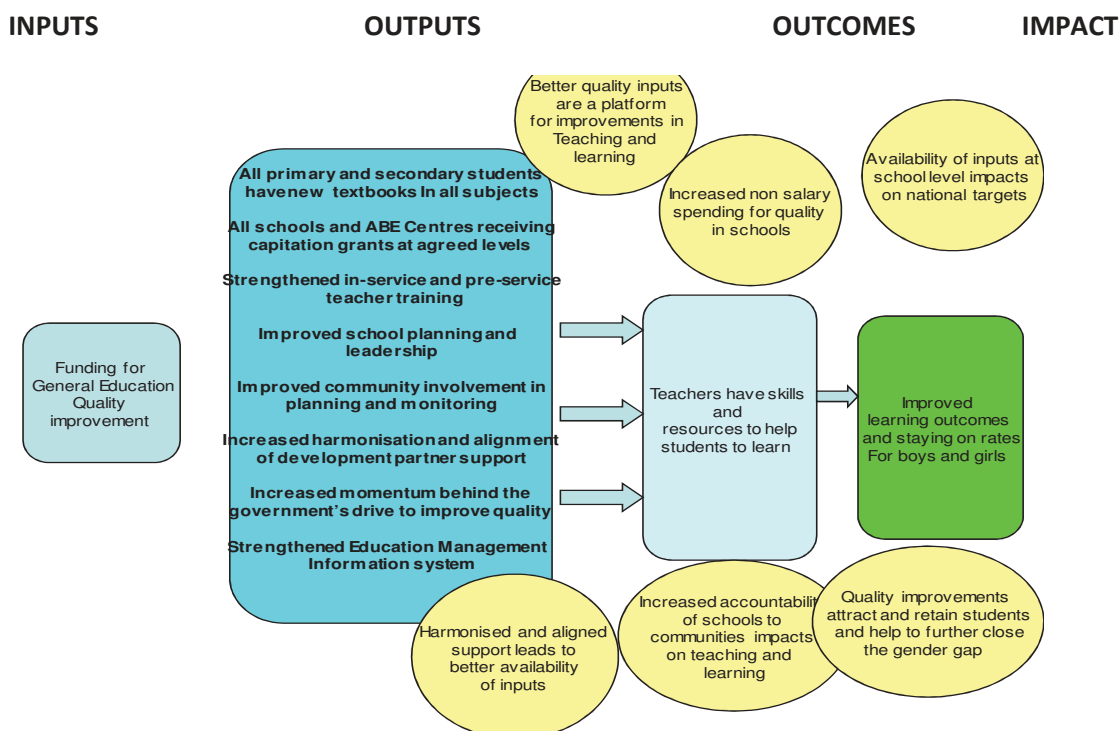 INPUTS
OUTPUTS
OUTCOMES
IMPACT
Better quality inputs
are a platform
for improvements in
Teaching and
learning
Increased non salary
spending for quality
in schools
Availability of inputs at
school level impacts
on national targets
Funding for
General Education
Quality
improvement
All primary and secondary students
havenew textbooks In all subjects
All schools and ABE Centres receiving
capitation grants at agreed levels
Strengthened in-service and pre-service
teacher training
Improved school planning and
leadership
Improved community involvement in
planning and monitoring
Increased harmonisation and alignment
of development partner support
Increased momentum behind the
government's drive to improve quality
Strengthened Education Management
Information system
Teachers have skills
and
resources to help
students to learn
Improved
learning outcomes
and staying on rates
For boys and girls
Harmonised and aligned
support leads to
better availability
of inputs
Increased accountability
of schools to
communities impacts
on teaching and
learning
Quality improvements
attract and retain students
and help to further close
the gender gap